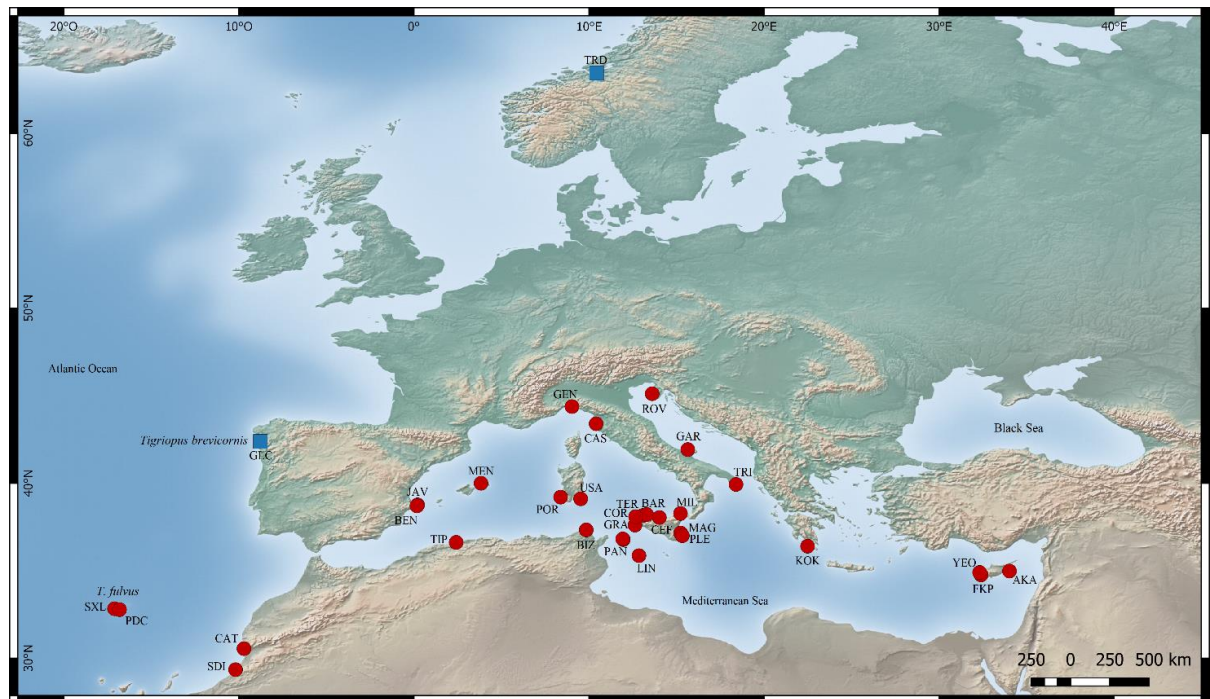 20°O 10°O 0° 10°E 20°E 30°E 40°E
TRD
60°N
50°N
Atlantic Ocean
GEN
ROV
CAS
Black Sea
Tigriopus brevicornis
GLC
GAR
TRI
40°N
MEN
JAV
BEN
USA
POR
TER BAR
MIL
COR
GRA
CEF
MAG
PLE
TIP
BIZ
PAN
LIN
KOK
YEO
FKP
AKA
T. fulvus
SXL
PDC
Mediterranean Sea
CAT
SDI
30°N
250 0 250 500 km